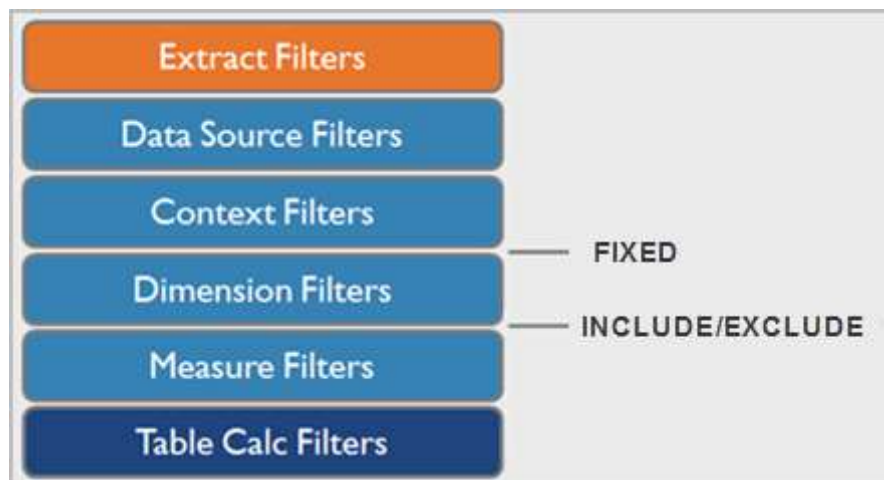 Extract Filters
Data Source Filters
Context Filters
FIXED
Dimension Filters
INCLUDE/EXCLUDE
Measure Filters
Table Calc Filters